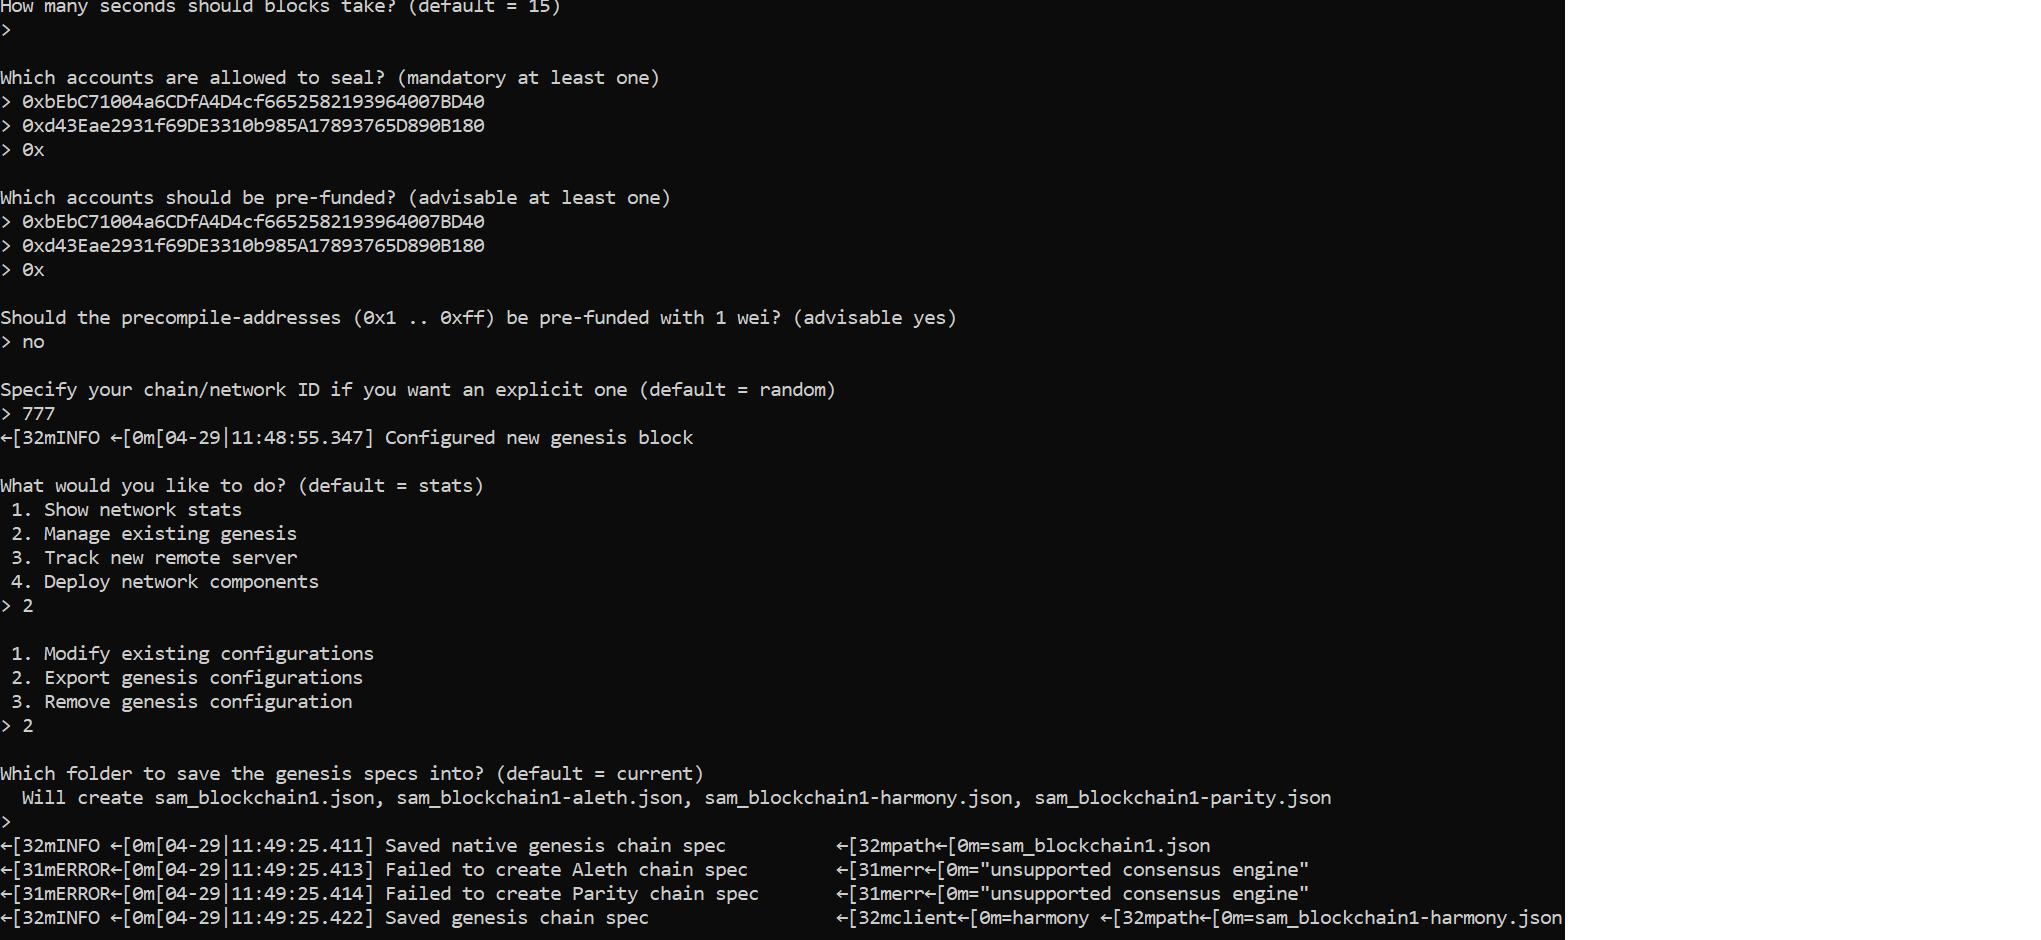 How many seconds should blocks take? (default = 15)
>
Which accounts are allowed to seal? (mandatory at least one)
> 0xbEbC71004a6CDfA4D4cf6652582193964007BD40
> 0xd43Eae2931f69DE3310b985A17893765D890B180
> 0x
Which accounts should be pre-funded? (advisable at least one)
> 0xbEbC71004a6CDfA4D4cf6652582193964007BD40
> 0xd43Eae2931f69DE3310b985A17893765D890B180
> 0x
Should the precompile-addresses (0x1 .. 0xff) be pre-funded with 1 wei? (advisable yes)
> no
Specify your chain/network ID if you want an explicit one (default = random)
> 777
←[32mINFO ←[0m[04-29|11:48:55.347] Configured new genesis block
What would you like to do? (default = stats)
1. Show network stats
2. Manage existing genesis
3. Track new remote server
4. Deploy network components
> 2
1. Modify existing configurations
2. Export genesis configurations
3. Remove genesis configuration
> 2
Which folder to save the genesis specs into? (default = current)
Will create sam_blockchain1.json, sam_blockchain1-aleth.json, sam_blockchain1-harmony.json, sam_blockchain1-parity.json
>
←[32mINFO ←[0m[04-29|11:49:25.411] Saved native genesis chain spec ←[32mpath←[0m=sam_blockchain1.json
←[31mERROR←[0m[04-29|11:49:25.413] Failed to create Aleth chain spec ←[31merr←[0m="unsupported consensus engine"
←[31mERROR←[0m[04-29|11:49:25.414] Failed to create Parity chain spec ←[31merr←[0m="unsupported consensus engine"
←[32mINFO ←[0m[04-29|11:49:25.422] Saved genesis chain spec ←[32mclient←[0m=harmony ←[32mpath←[0m=sam_blockchain1-harmony.json